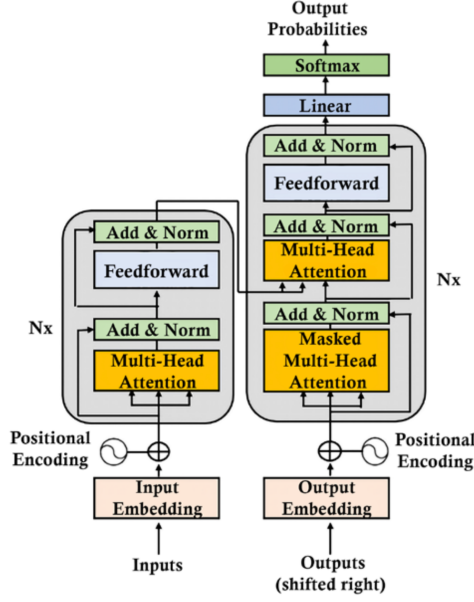 Output
Probabilities
Softmax
Linear
Add & Norm
Feedforward
Add & Norm
Multi-Head
Attention
Add & Norm
Masked
Multi-Head
Attention
Nx
Positional
Encoding
Output
Embedding
Outputs
(shifted right)
Add & Norm
Feedforward
Add & Norm
Multi-Head
Attention
Nx
Positional
Encoding
Input
Embedding
Inputs